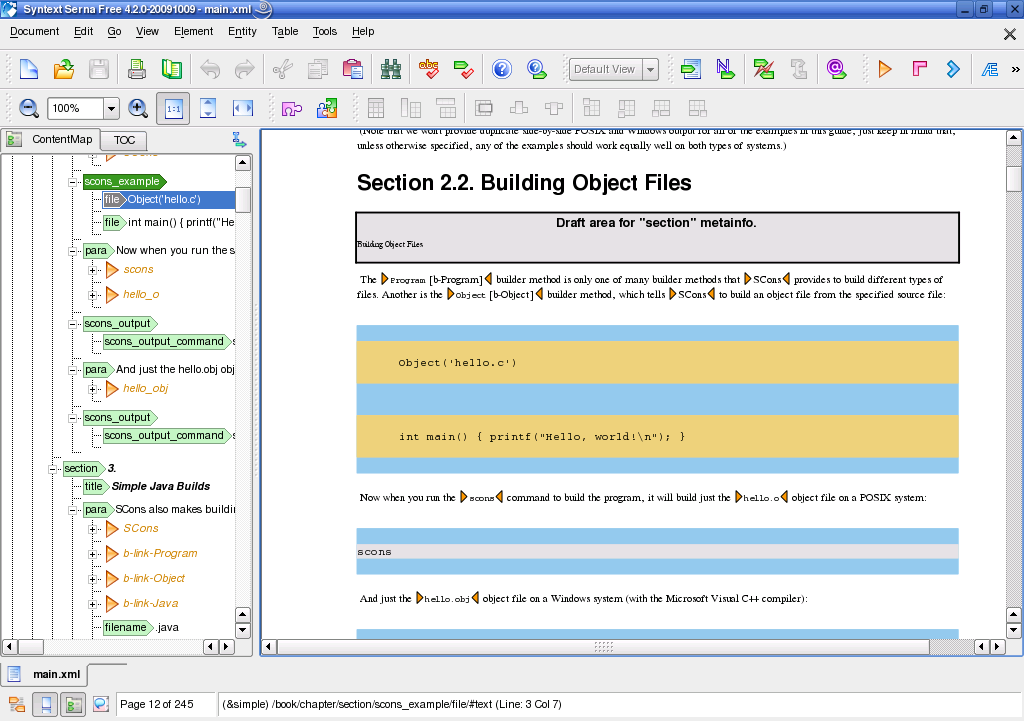 Syntext Serna Free 4.2.0-20091009 - main.xml
Document Edit Go View Element Entity Table Tools Help
abc Default View Æ »
100% 1:1
ContentMap TOC
scons_example
file Object('hello.c')
file int main() { printf("He
para Now when you run the s
scons
hello_o
scons_output
scons_output_command s
para And just the hello.obj obj
hello_obj
scons_output
scons_output_command s
section 3.
title Simple Java Builds
para SCons also makes buildin
SCons
b-link-Program
b-link-Object
b-link-Java
filename .java
(Note that we won't provide duplicate side-by-side POSIX and Windows output for all of the examples in this guide; just keep in mind that,
unless otherwise specified, any of the examples should work equally well on both types of systems.)
Section 2.2. Building Object Files
Draft area for "section" metainfo.
Building Object Files
The Program [b-Program] builder method is only one of many builder methods that SCons provides to build different types of
files. Another is the Object [b-Object] builder method, which tells SCons to build an object file from the specified source file:
Object('hello.c')
int main() { printf("Hello, world!\n"); }
Now when you run the scons command to build the program, it will build just the hello.o object file on a POSIX system:
scons
And just the hello.obj object file on a Windows system (with the Microsoft Visual C++ compiler):
main.xml
Page 12 of 245 (&simple) /book/chapter/section/scons_example/file/#text (Line: 3 Col 7)